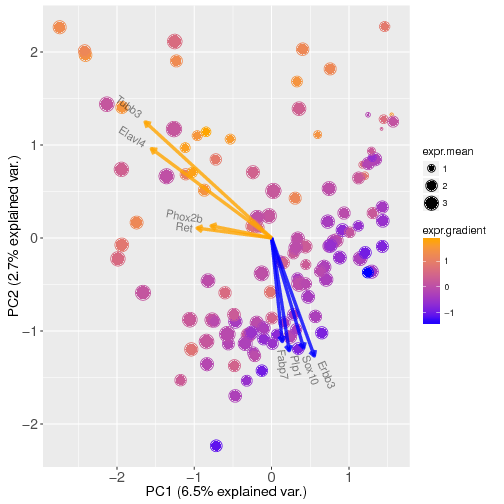 2
1
0
−1
−2
PC2 (2.7% explained var.)
−2
−1
0
1
PC1 (6.5% explained var.)
Tubb3
Elavl4
Phox2b
Ret
Fabp7
Plp1
Sox10
Erbb3
expr.mean
1
2
3
expr.gradient
1
0
−1